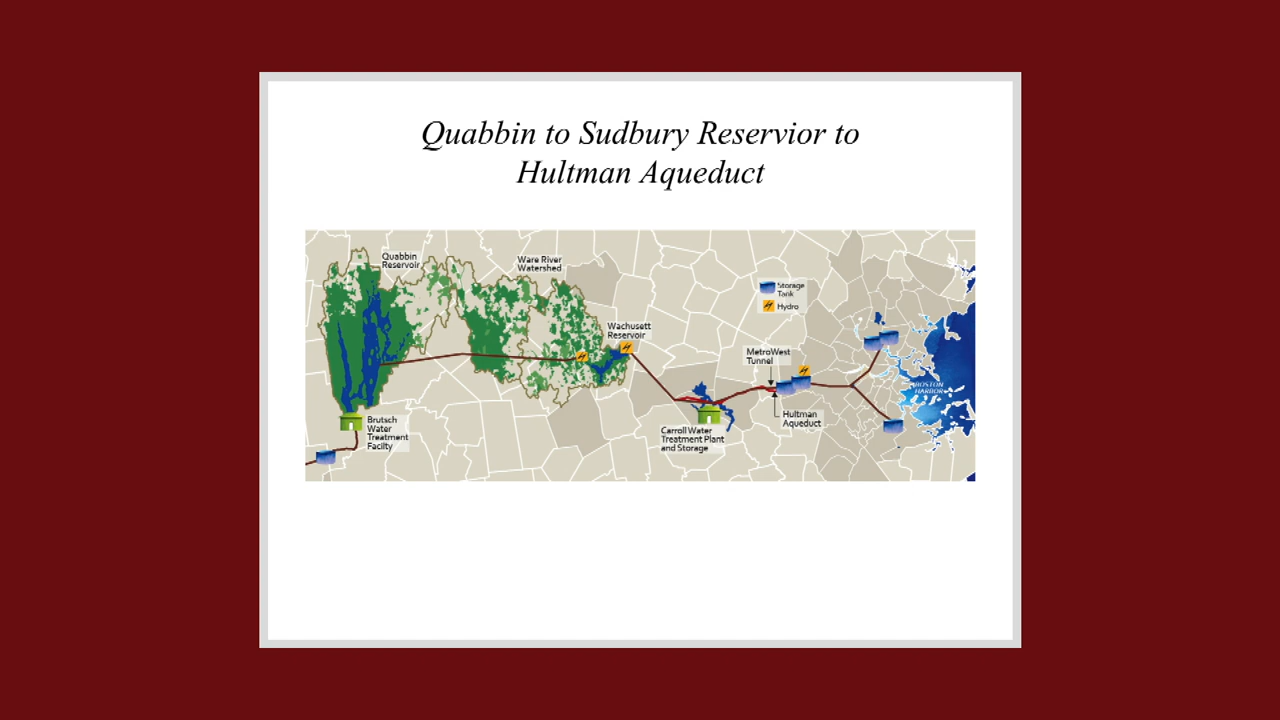 Quabbin to Sudbury Reservior to
Hultman Aqueduct
Quabbin
Reservoir
Ware River
Watershed
Storage
Tank
Hydro
Wachusett
Reservoir
MetroWest
Tunnel
BOSTON
HARBOR
Hultman
Aqueduct
Brutsch
Water
Treatment
Facilty
Carroll Water
Treatment Plant
and Storage